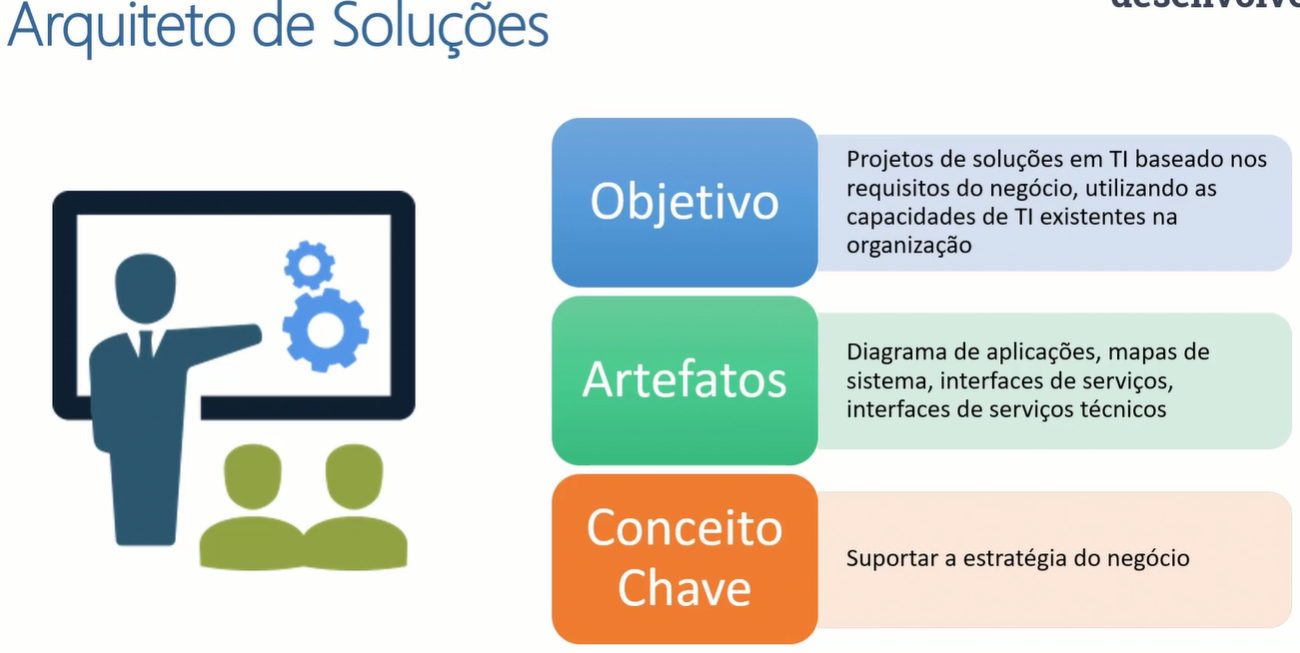 Arquiteto de Soluções
Objetivo
Projetos de soluções em TI baseado nos
requisitos do negócio, utilizando as
capacidades de TI existentes na
organização
Artefatos
Diagrama de aplicações, mapas de
sistema, interfaces de serviços,
interfaces de serviços técnicos
Conceito
Chave
Suportar a estratégia do negócio